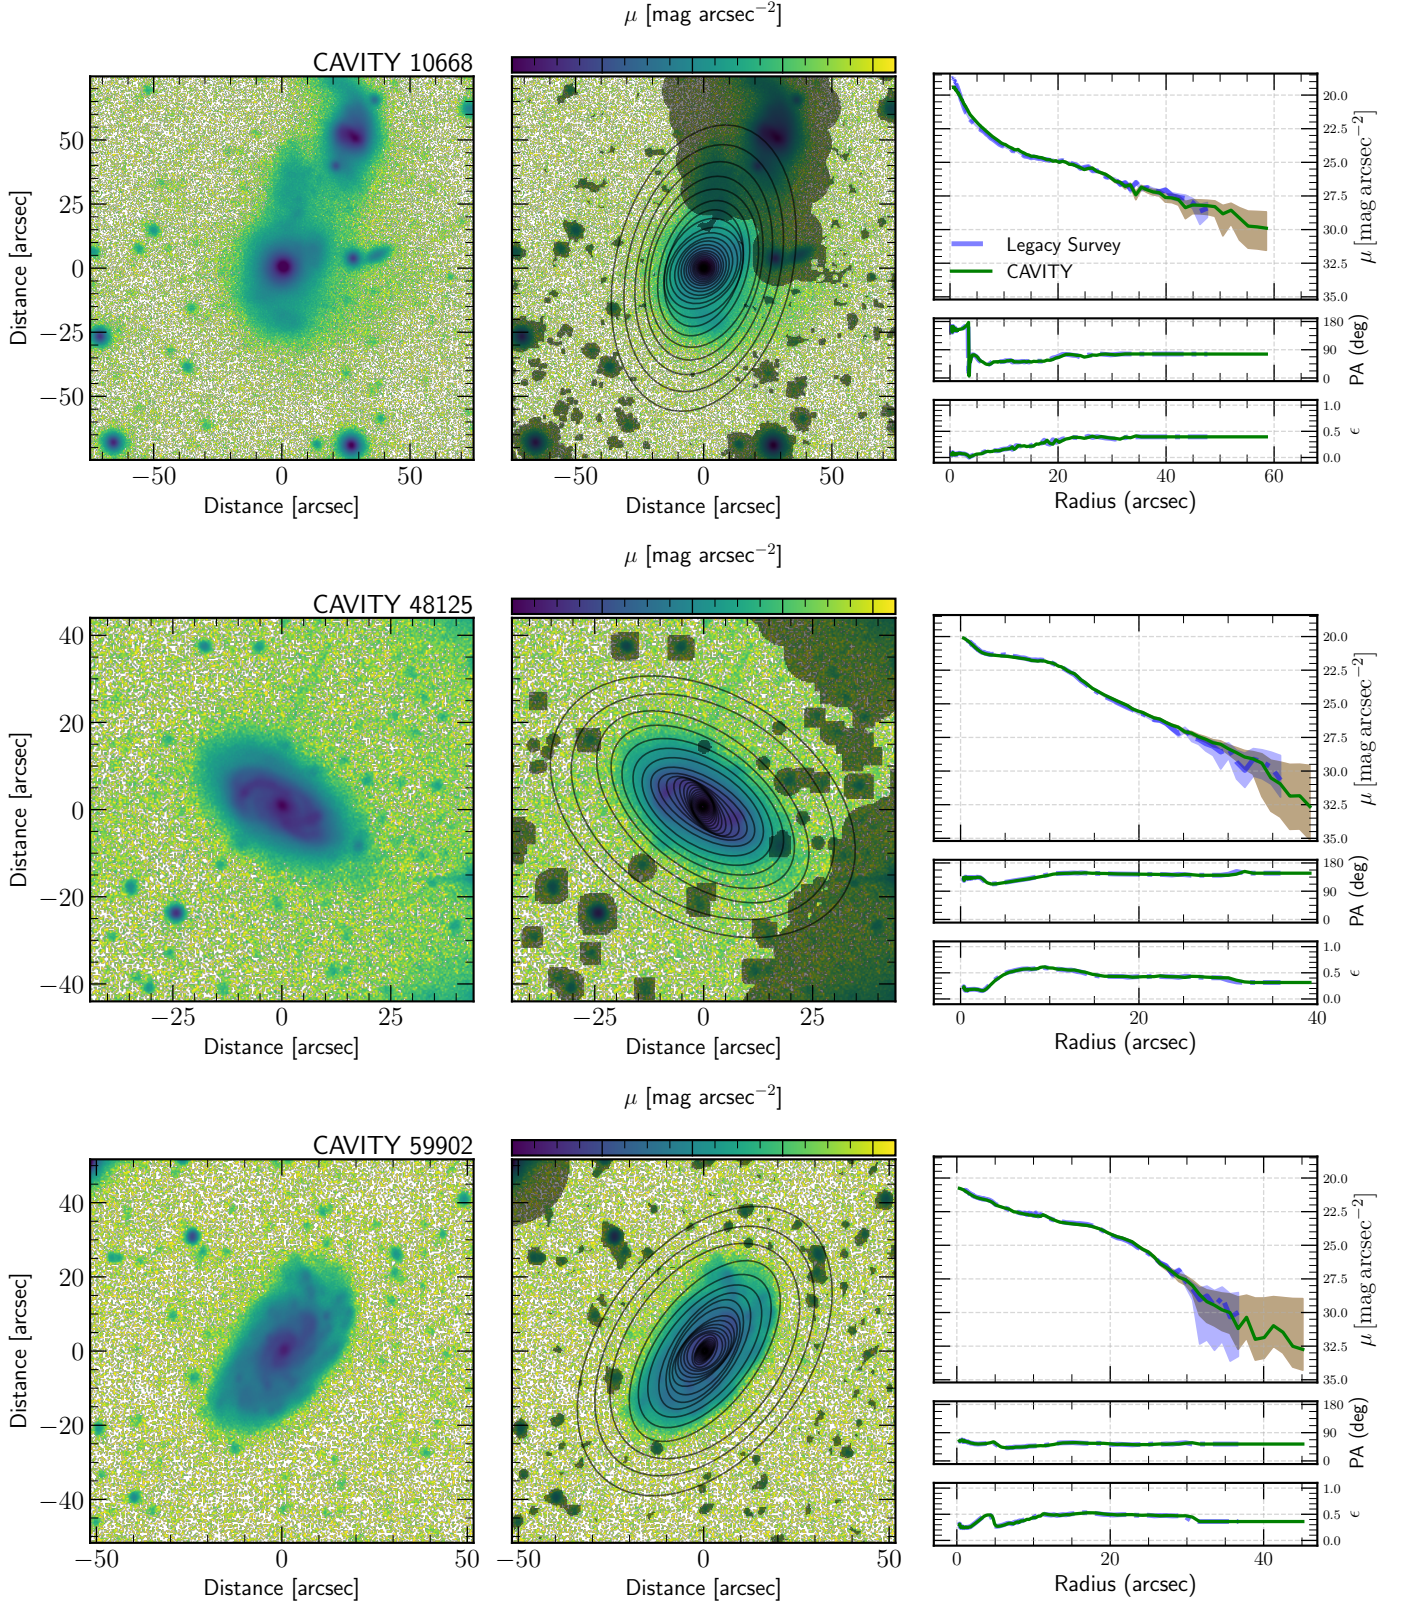 μ [mag arcsec−2]
CAVITY 10668
50
25
0
−25
−50
Distance [arcsec]
−50 0 50
Distance [arcsec]
−50 0 50
Distance [arcsec]
20.0
22.5
25.0
27.5
30.0
32.5
35.0
μ [mag arcsec−2]
Legacy Survey
CAVITY
180
90
0
PA (deg)
1.0
0.5
0.0
ϵ
0 20 40 60
Radius (arcsec)
μ [mag arcsec−2]
CAVITY 48125
40
20
0
−20
−40
Distance [arcsec]
−25 0 25
Distance [arcsec]
−25 0 25
Distance [arcsec]
20.0
22.5
25.0
27.5
30.0
32.5
35.0
μ [mag arcsec−2]
180
90
0
PA (deg)
1.0
0.5
0.0
ϵ
0 20 40
Radius (arcsec)
μ [mag arcsec−2]
CAVITY 59902
40
20
0
−20
−40
Distance [arcsec]
−50 0 50
Distance [arcsec]
−50 0 50
Distance [arcsec]
20.0
22.5
25.0
27.5
30.0
32.5
35.0
μ [mag arcsec−2]
180
90
0
PA (deg)
1.0
0.5
0.0
ϵ
0 20 40
Radius (arcsec)